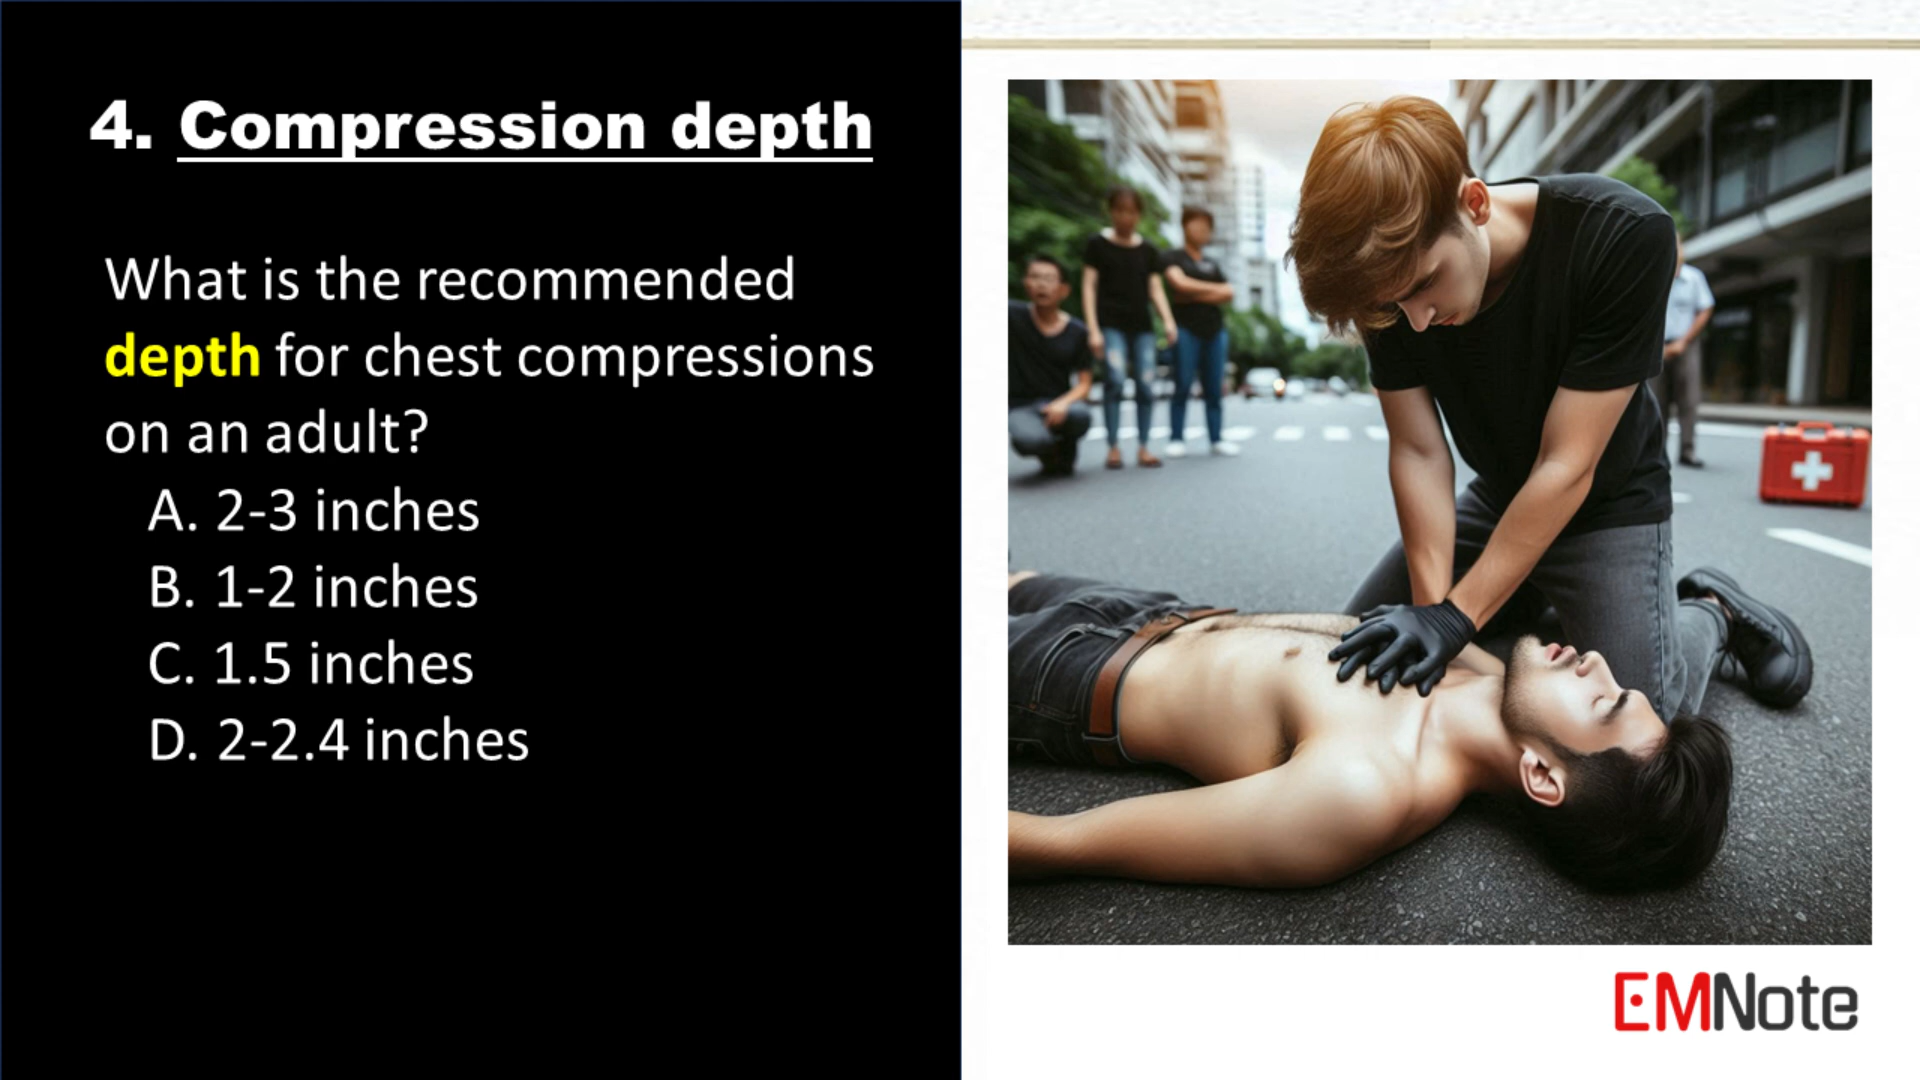 4. Compression depth
What is the recommended
depth for chest compressions
on an adult?
A. 2-3 inches
B. 1-2 inches
C. 1.5 inches
D. 2-2.4 inches
EMNote